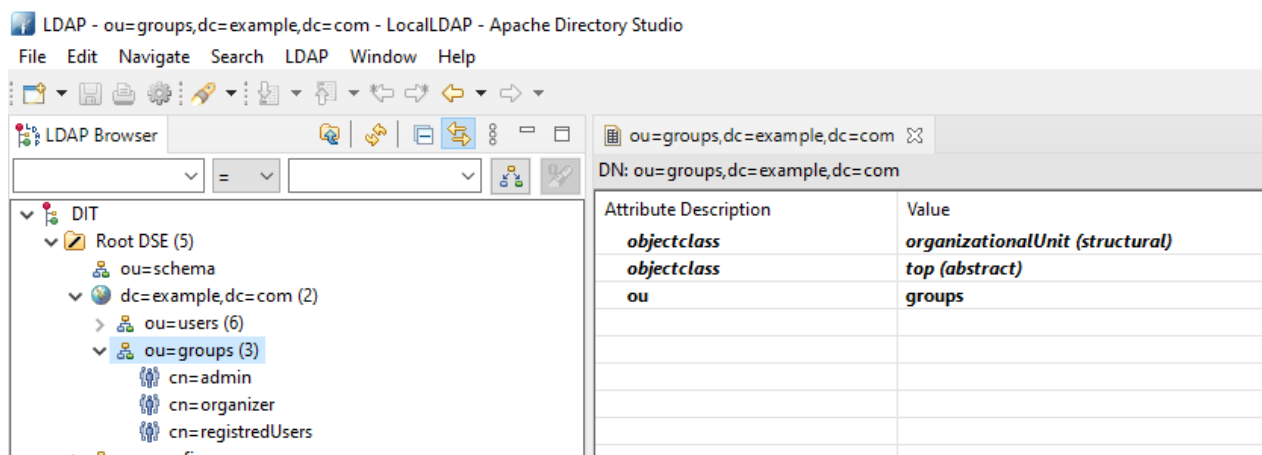 LDAP - ou=groups,dc=example,dc=com - LocalLDAP - Apache Directory Studio
File Edit Navigate Search LDAP Window Help
LDAP Browser
ou=groups,dc=example,dc=com
=
DN: ou=groups,dc=example,dc=com
Attribute Description Value
objectclass organizationalUnit (structural)
objectclass top (abstract)
ou groups
DIT
Root DSE (5)
ou=schema
dc=example,dc=com (2)
ou=users (6)
ou=groups (3)
cn=admin
cn=organizer
cn=registredUsers